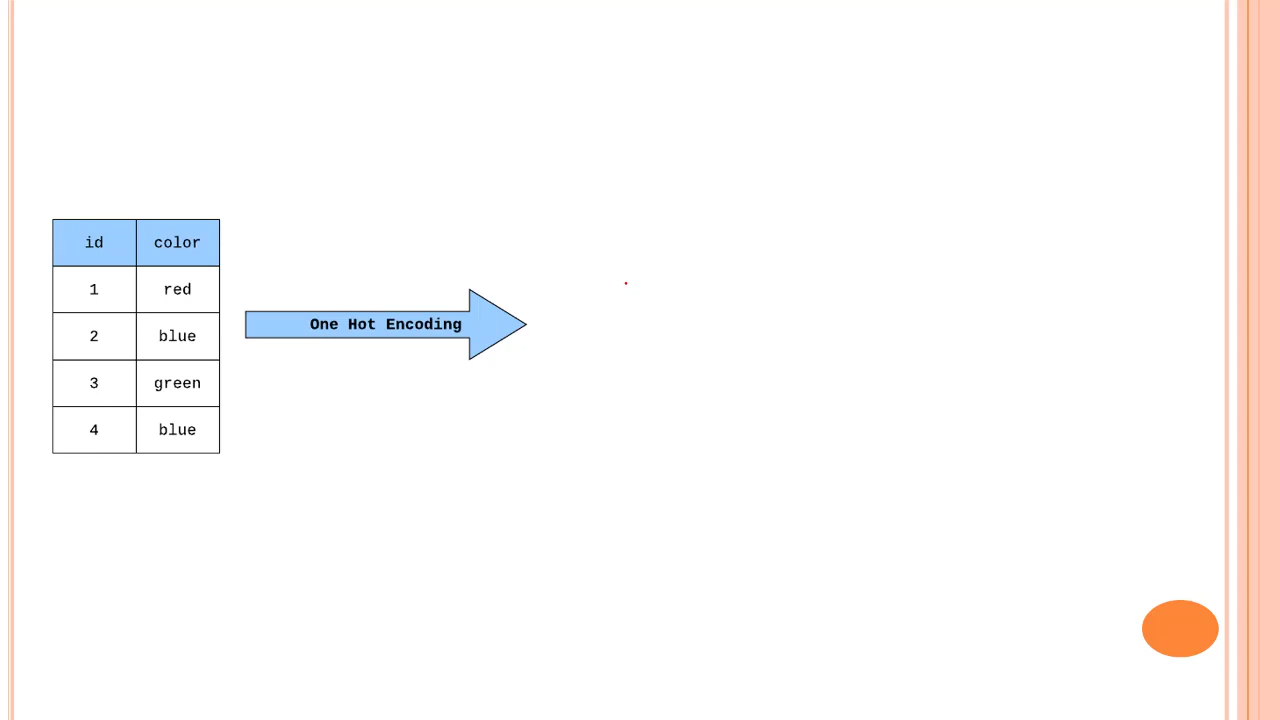 id color
1 red
2 blue
3 green
4 blue
One Hot Encoding